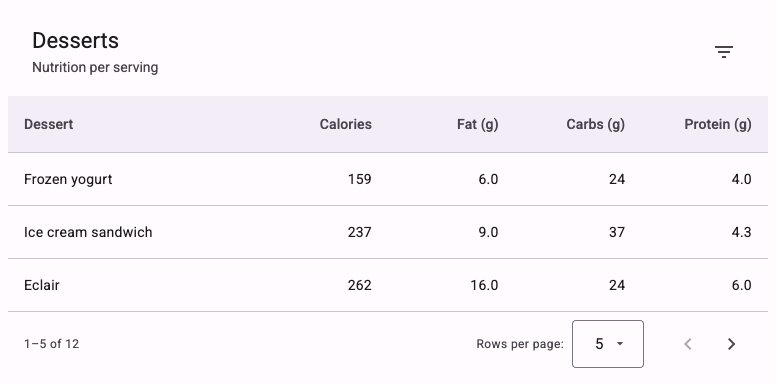 Desserts
Nutrition per serving
Dessert Calories Fat (g) Carbs (g) Protein (g)
Frozen yogurt 159 6.0 24 4.0
Ice cream sandwich 237 9.0 37 4.3
Eclair 262 16.0 24 6.0
1–5 of 12 Rows per page: 5